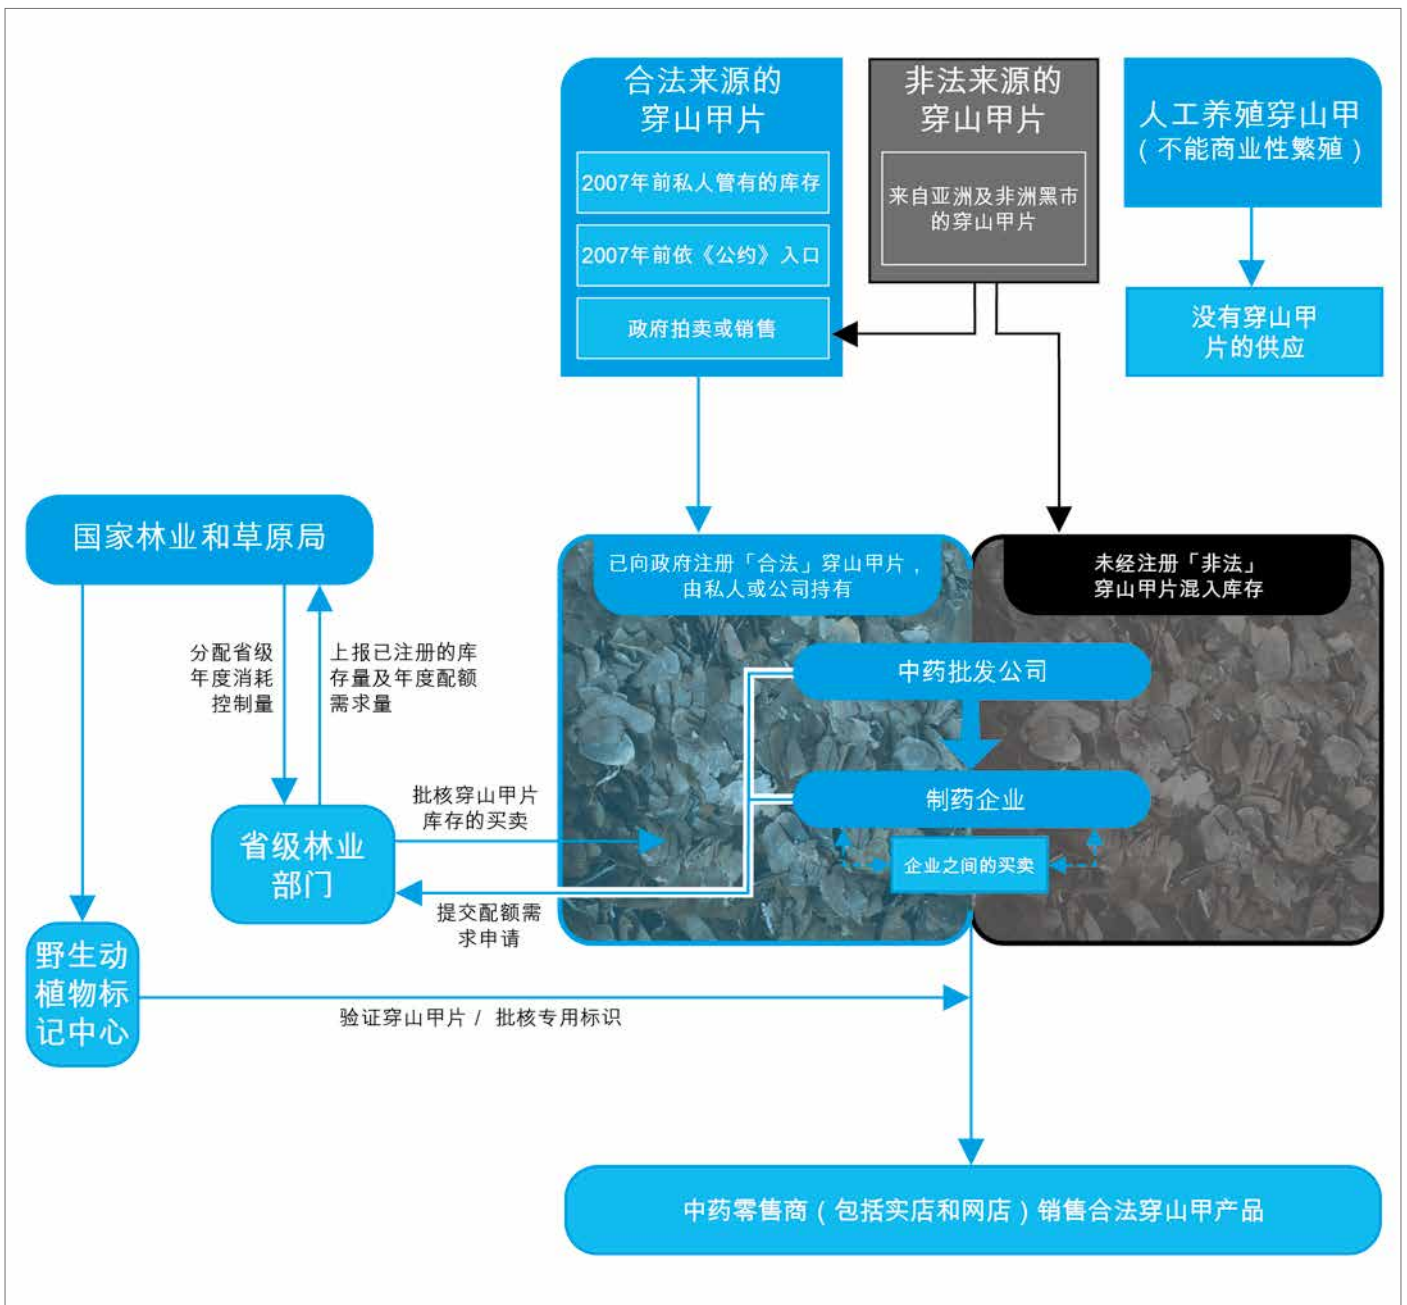 合法来源的
穿山甲片
2007年前私人管有的库存
2007年前依《公约》入口
政府拍卖或销售
非法来源的
穿山甲片
来自亚洲及非洲黑市
的穿山甲片
人工养殖穿山甲
（不能商业性繁殖）
没有穿山甲
片的供应
国家林业和草原局
已向政府注册「合法」穿山甲片，
由私人或公司持有
未经注册「非法」
穿山甲片混入库存
分配省级
年度消耗
控制量
上报已注册的库
存量及年度配额
需求量
中药批发公司
制药企业
企业之间的买卖
批核穿山甲片
库存的买卖
省级林业
部门
提交配额需
求申请
野生动
植物标
记中心
验证穿山甲片 / 批核专用标识
中药零售商（包括实店和网店）销售合法穿山甲产品